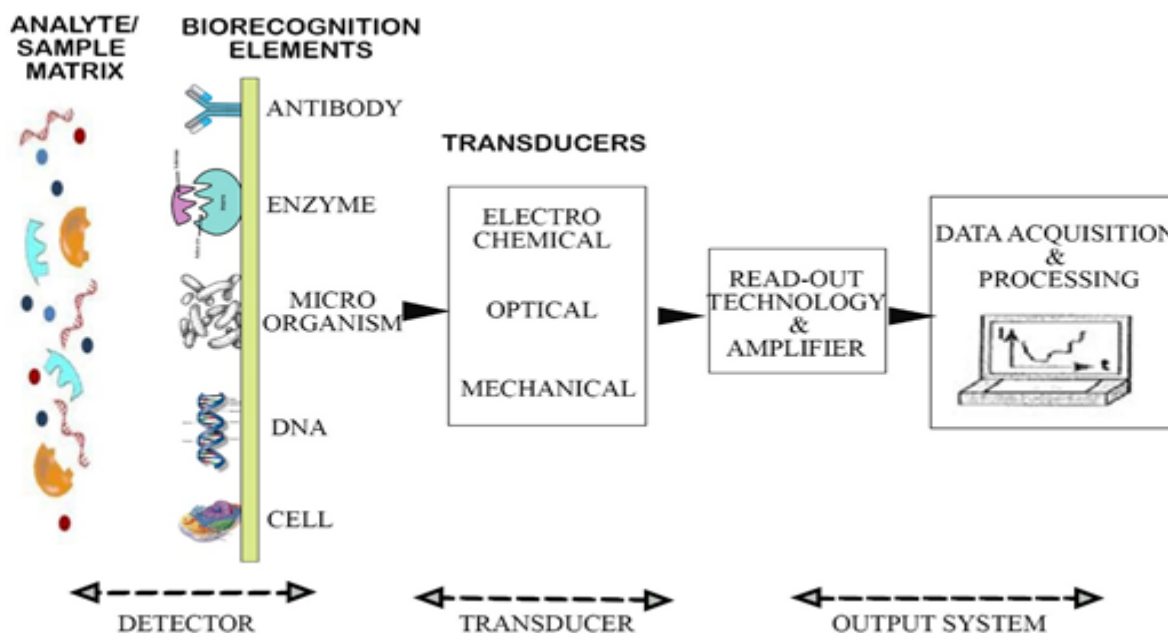 ANALYTE/
SAMPLE
MATRIX
BIORECOGNITION
ELEMENTS
ANTIBODY
ENZYME
MICRO
ORGANISM
DNA
CELL
TRANSDUCERS
ELECTRO
CHEMICAL
OPTICAL
MECHANICAL
READ-OUT
TECHNOLOGY
&
AMPLIFIER
DATA ACQUISITION
&
PROCESSING
I
t
DETECTOR
TRANSDUCER
OUTPUT SYSTEM